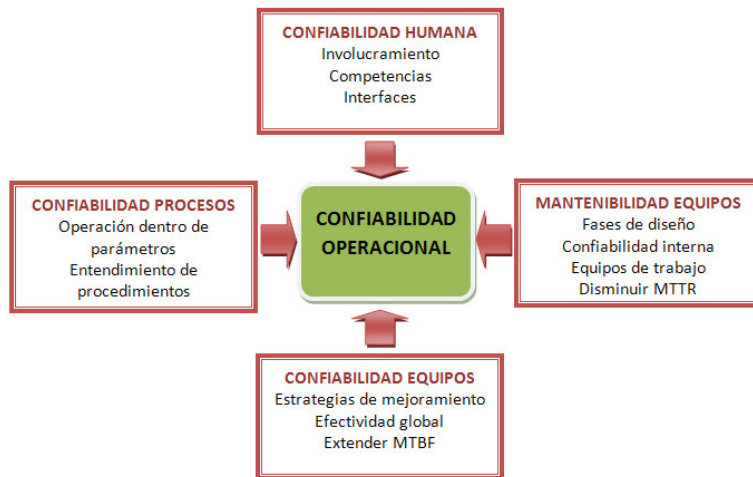 CONFIABILIDAD HUMANA
Involucramiento
Competencias
Interfaces
CONFIABILIDAD PROCESOS
Operación dentro de
parámetros
Entendimiento de
procedimientos
CONFIABILIDAD
OPERACIONAL
MANTENIBILIDAD EQUIPOS
Fases de diseño
Confiabilidad interna
Equipos de trabajo
Disminuir MTTR
CONFIABILIDAD EQUIPOS
Estrategias de mejoramiento
Efectividad global
Extender MTBF